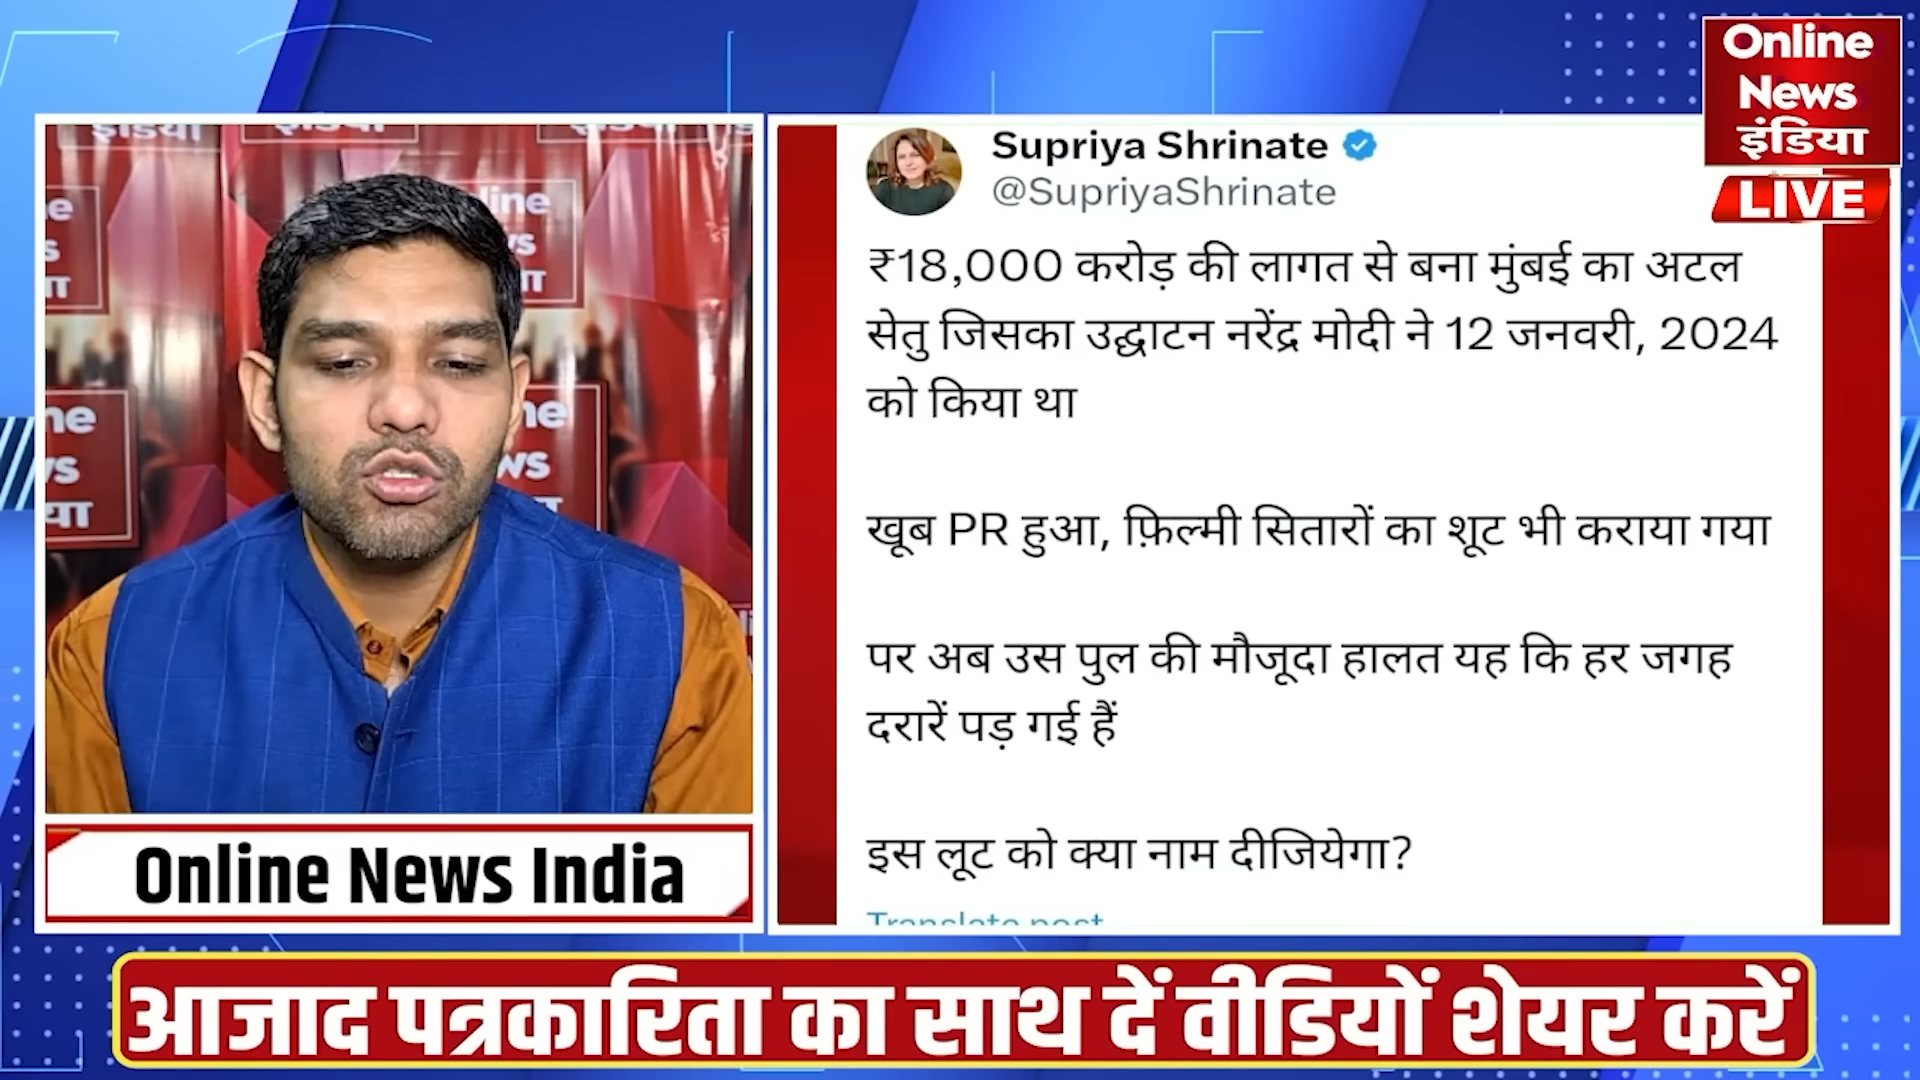 Online
News
इंडिया
LIVE
Supriya Shrinate
@SupriyaShrinate
₹18,000 करोड़ की लागत से बना मुंबई का अटल
सेतु जिसका उद्घाटन नरेंद्र मोदी ने 12 जनवरी, 2024
को किया था
खूब PR हुआ, फ़िल्मी सितारों का शूट भी कराया गया
पर अब उस पुल की मौजूदा हालत यह कि हर जगह
दरारें पड़ गई हैं
इस लूट को क्या नाम दीजियेगा?
Translate post
Online News India
आजाद पत्रकारिता का साथ दें वीडियों शेयर करें